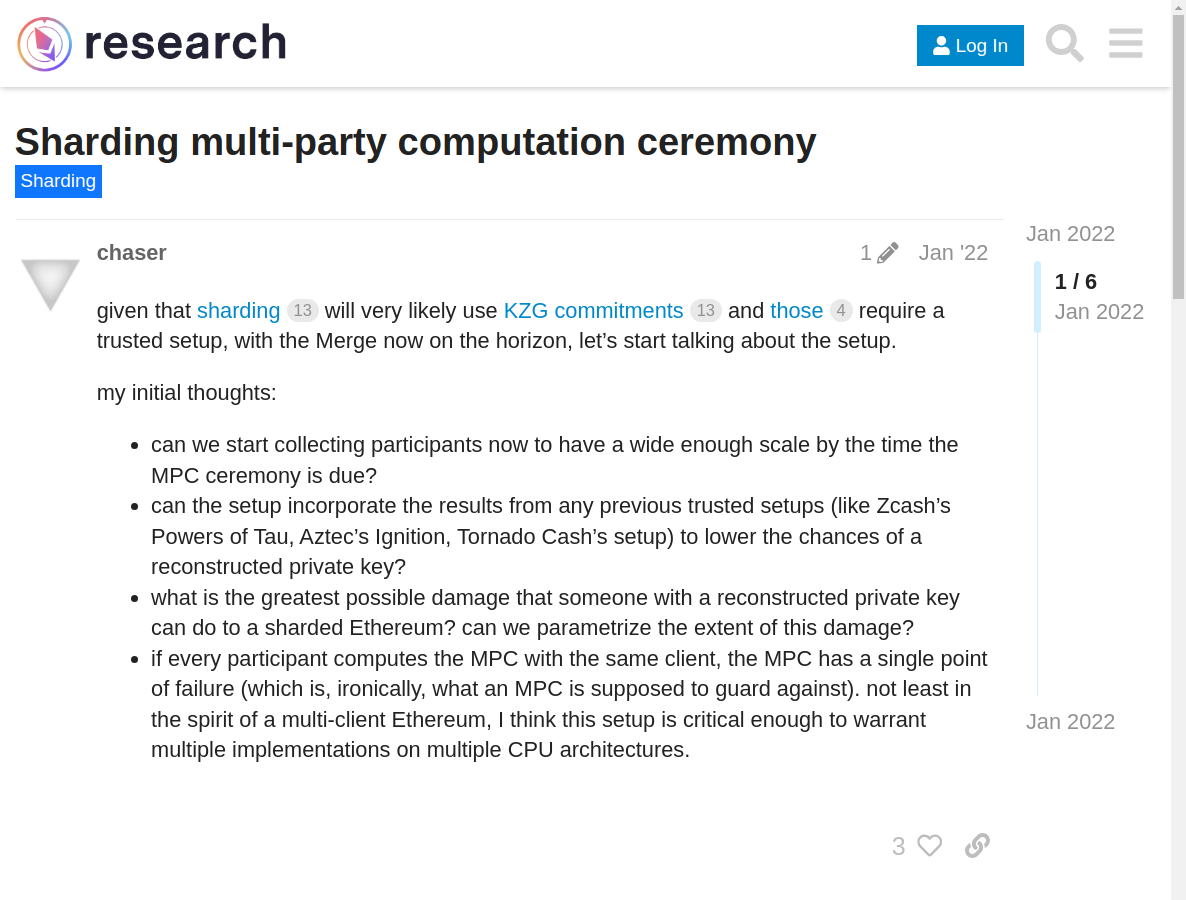 research
Log In
Sharding multi-party computation ceremony
Sharding
Jan 2022
chaser
1
Jan '22
1 / 6
Jan 2022
given that sharding 13 will very likely use KZG commitments 13 and those 4 require a
trusted setup, with the Merge now on the horizon, let’s start talking about the setup.
my initial thoughts:
• can we start collecting participants now to have a wide enough scale by the time the
MPC ceremony is due?
• can the setup incorporate the results from any previous trusted setups (like Zcash’s
Powers of Tau, Aztec’s Ignition, Tornado Cash’s setup) to lower the chances of a
reconstructed private key?
• what is the greatest possible damage that someone with a reconstructed private key
can do to a sharded Ethereum? can we parametrize the extent of this damage?
• if every participant computes the MPC with the same client, the MPC has a single point
of failure (which is, ironically, what an MPC is supposed to guard against). not least in
the spirit of a multi-client Ethereum, I think this setup is critical enough to warrant
multiple implementations on multiple CPU architectures.
Jan 2022
3